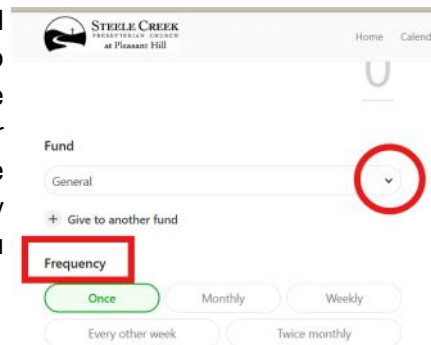 STEELE CREEK
PRESBYTERIAN CHURCH
at Pleasant Hill
Home Calend
0
Fund
General
+ Give to another fund
Frequency
Once Monthly Weekly
Every other week Twice monthly